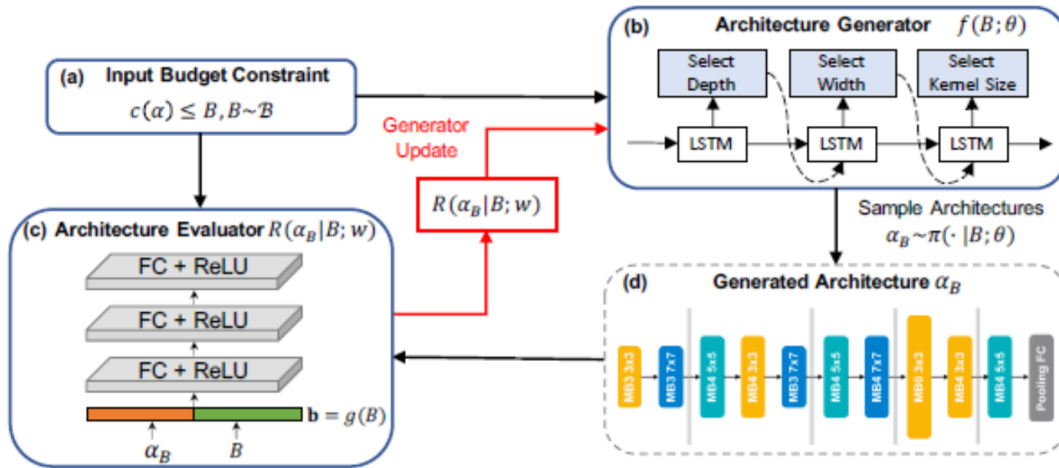 (a) Input Budget Constraint
c(α) ≤ B, B~ℬ
(b) Architecture Generator f(B; θ)
Select Depth
Select Width
Select Kernel Size
LSTM
LSTM
LSTM
Generator
Update
R(α_B|B; w)
Sample Architectures
α_B~π(· |B; θ)
(c) Architecture Evaluator R(α_B|B; w)
FC + ReLU
FC + ReLU
FC + ReLU
𝐛 = g(B)
α_B
B
(d) Generated Architecture α_B
MB3 3x3
MB3 7x7
MB4 5x5
MB4 3x3
MB3 7x7
MB4 5x5
MB4 7x7
MB6 3x3
MB4 3x3
MB4 5x5
Pooling FC